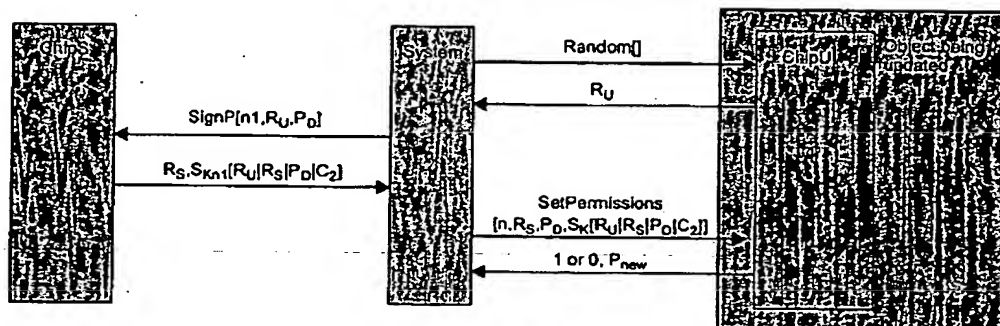 ChipS
System
ChipU
Object being
updated
Random[]
R_U
SignP[n1,R_U,P_D]
R_S,S_Kn1[R_U|R_S|P_D|C_2]
SetPermissions
[n,R_S,P_D,S_K[R_U|R_S|P_D|C_2]]
1 or 0, P_new